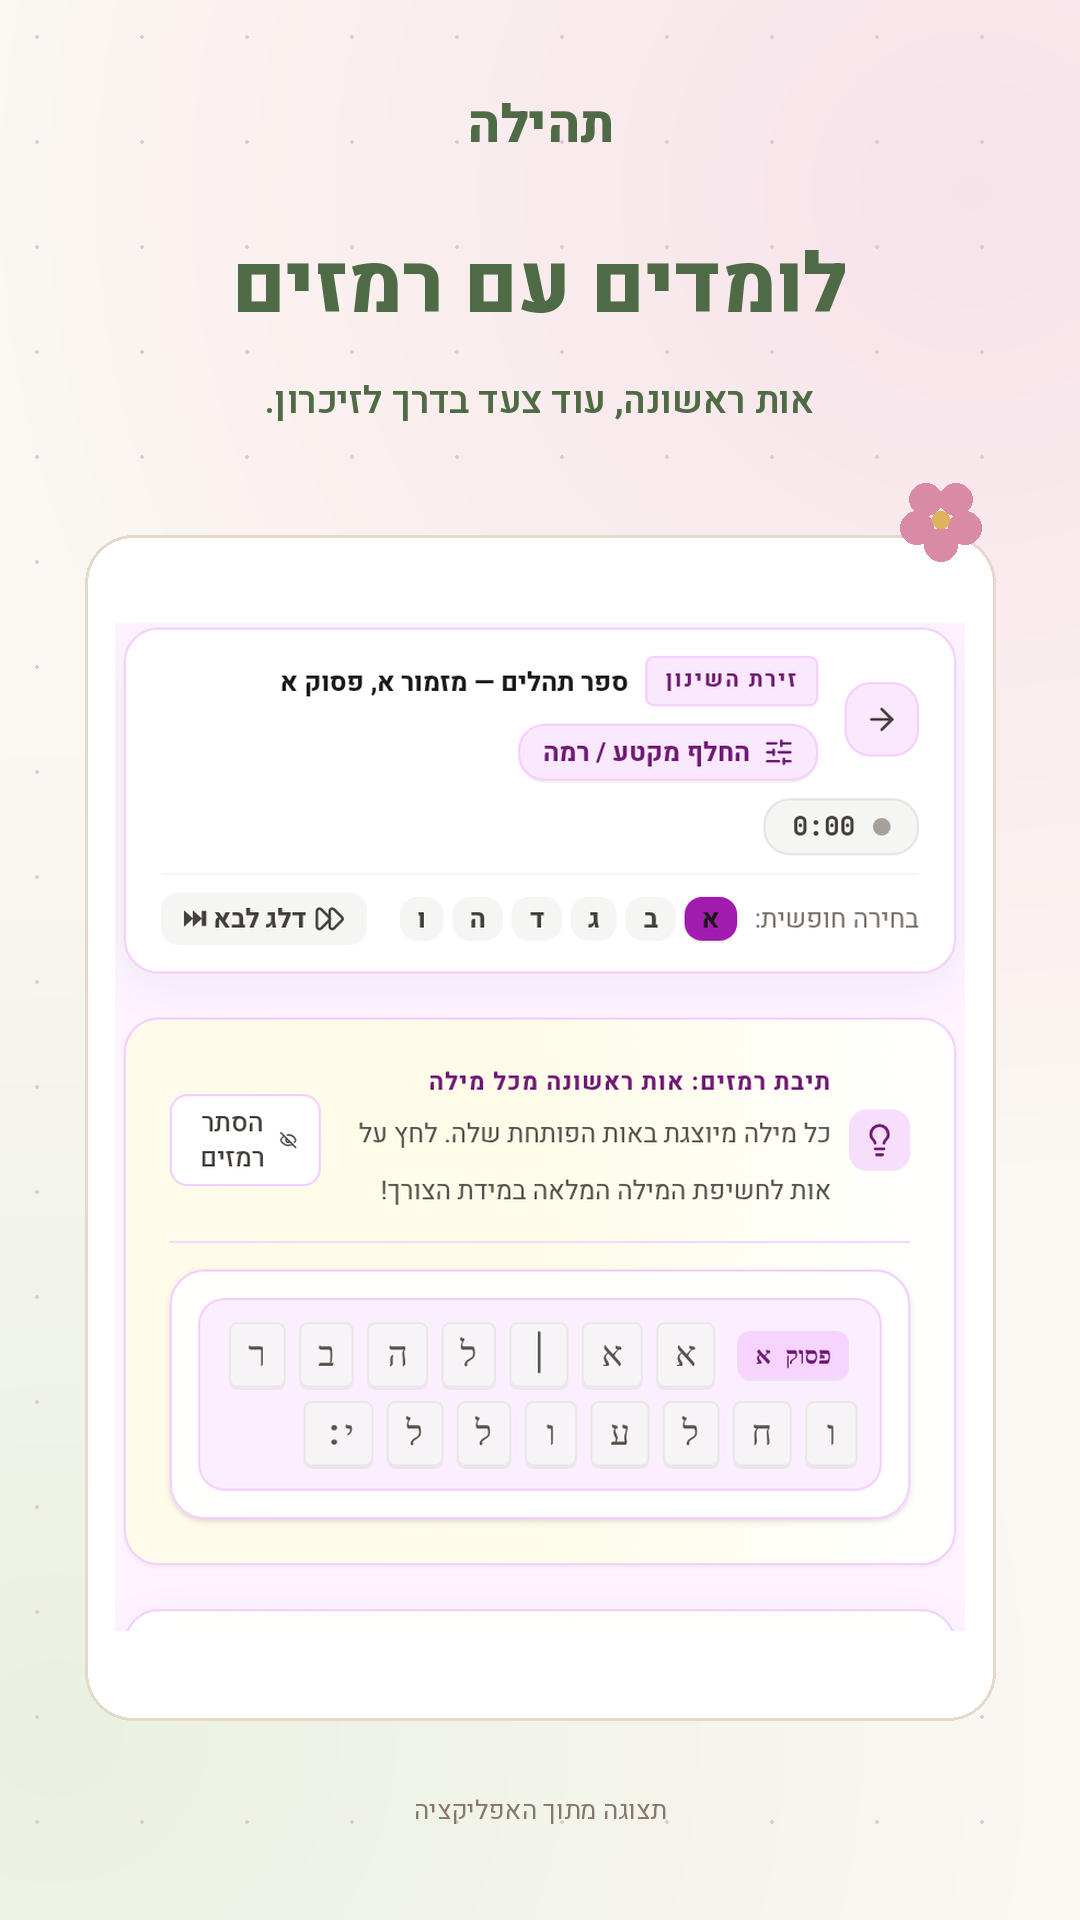 תהילה
לומדים עם רמזים
אות ראשונה, עוד צעד בדרך לזיכרון.
זירת השינון ספר תהלים – מזמור א, פסוק א
החלף מקטע / רמה
0:00
בחירה חופשית: א ב ג ד ה ו דלג לבא ⏭
תיבת רמזים: אות ראשונה מכל מילה
כל מילה מיוצגת באות הפותחת שלה. לחץ על
אות לחשיפת המילה המלאה במידת הצורך!
הסתר
רמזים
פסוק א א א | ל ה ב ר
ו ח ל ע ו ל ל י:
תצוגה מתוך האפליקציה